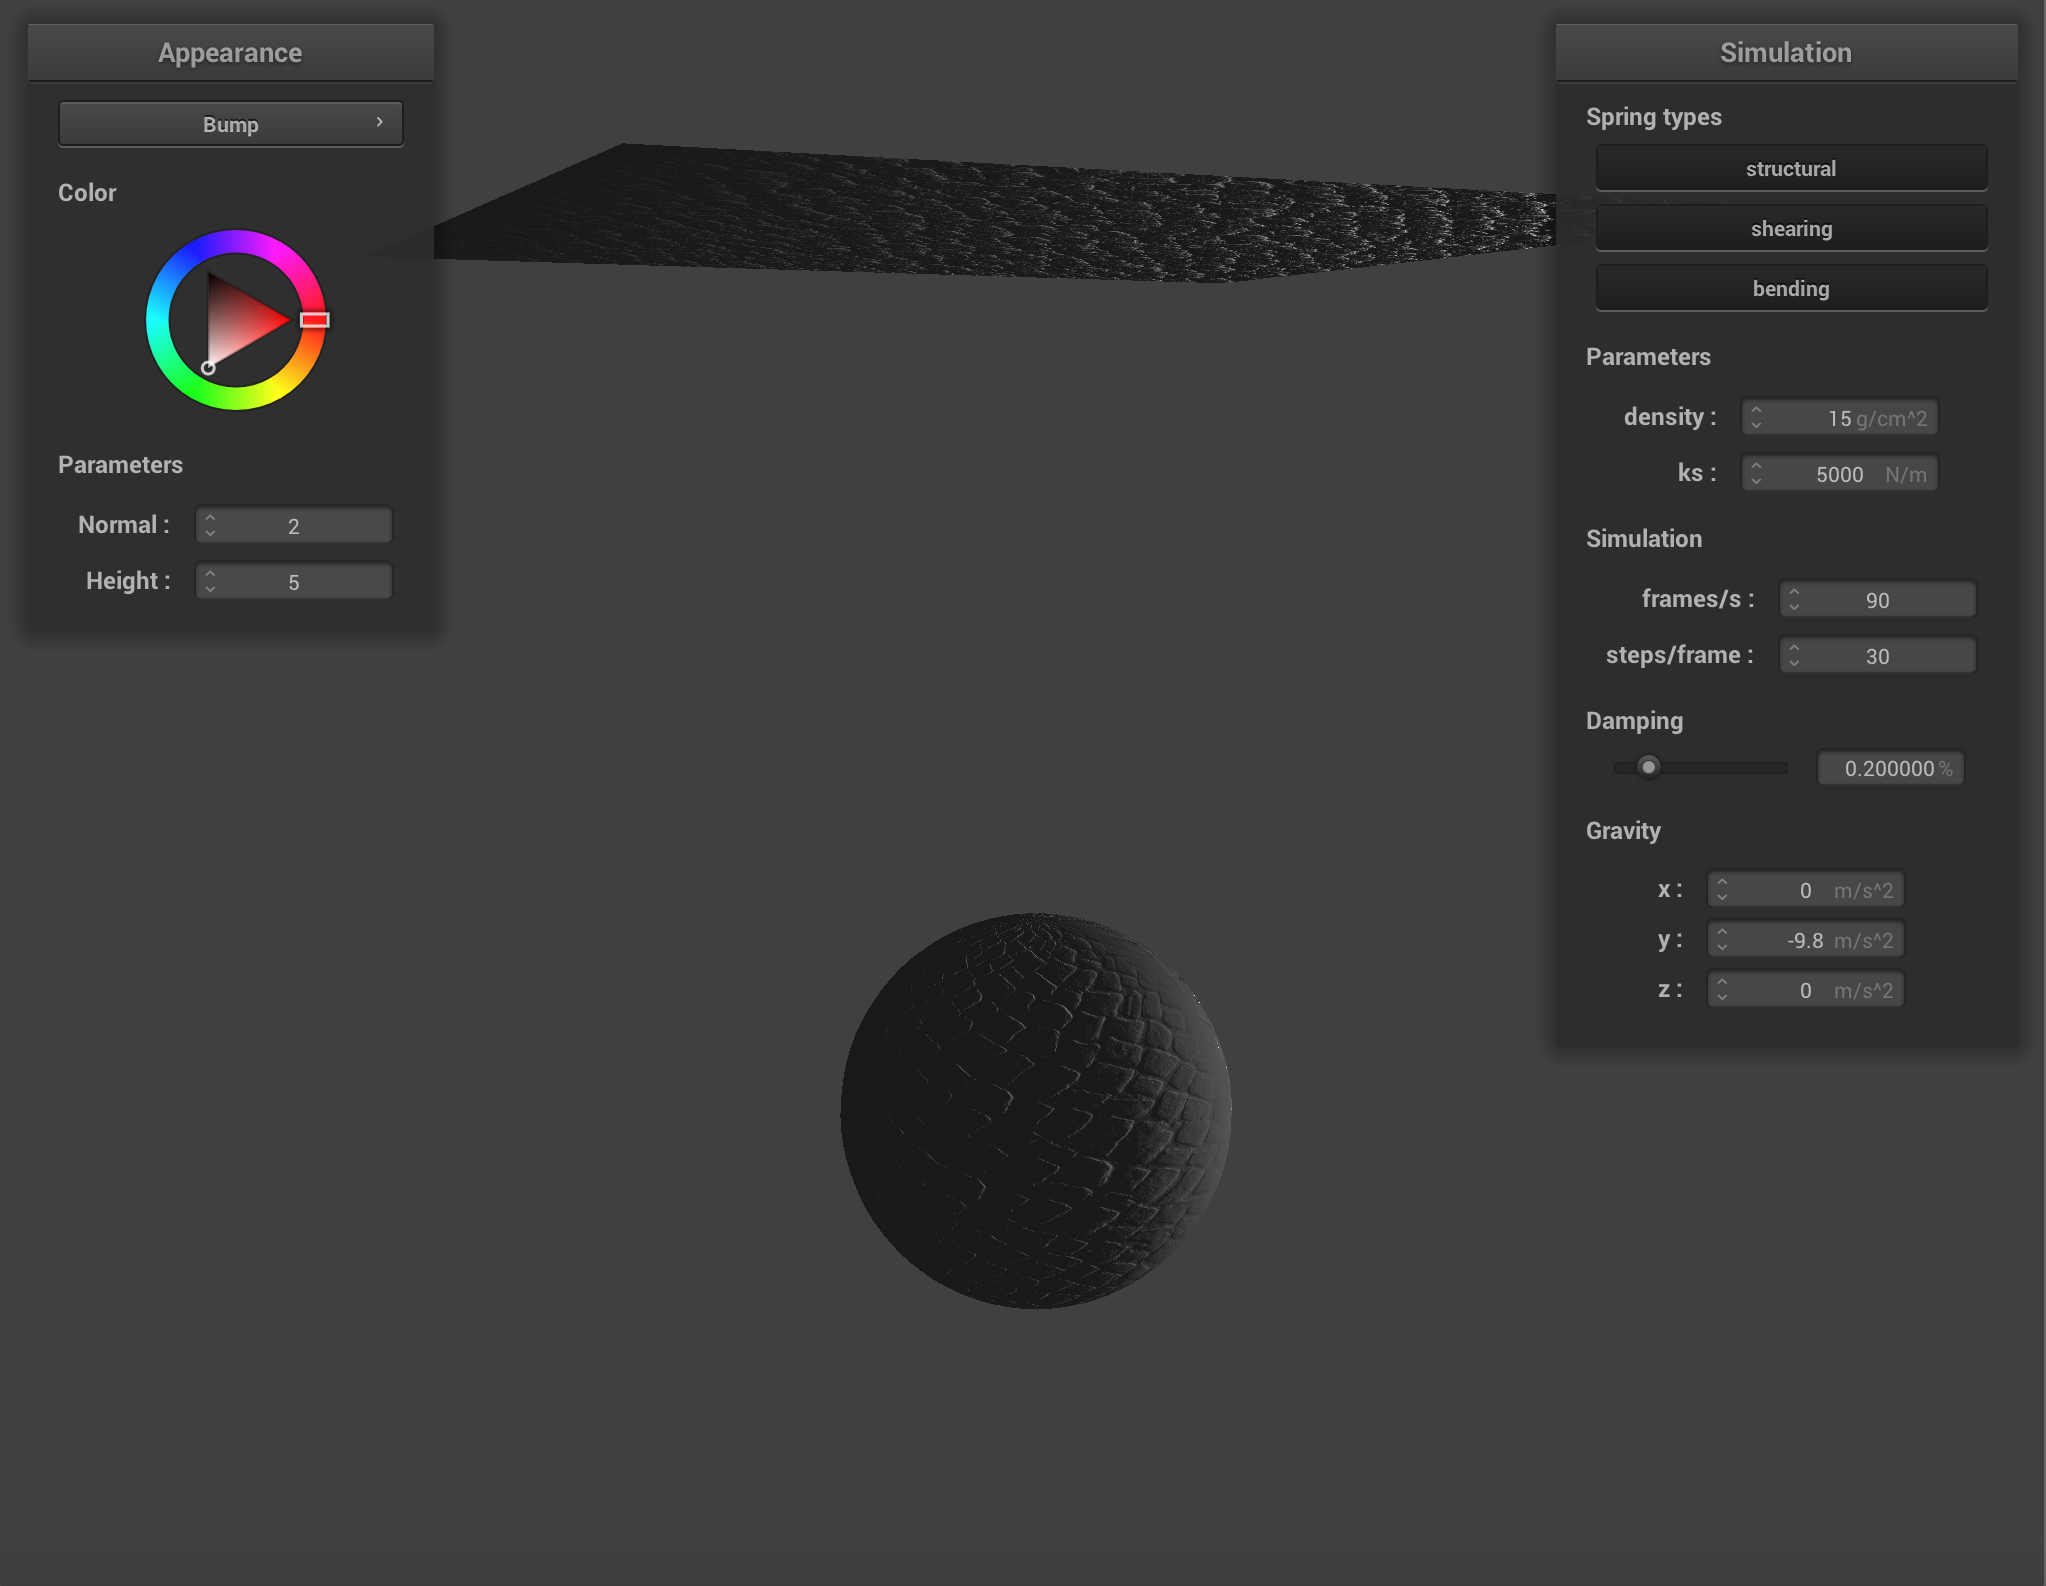 Appearance
Bump
Color
Parameters
Normal : 2
Height : 5
Simulation
Spring types
structural
shearing
bending
Parameters
density : 15 g/cm^2
ks : 5000 N/m
Simulation
frames/s : 90
steps/frame : 30
Damping
0.200000 %
Gravity
x : 0 m/s^2
y : -9.8 m/s^2
z : 0 m/s^2